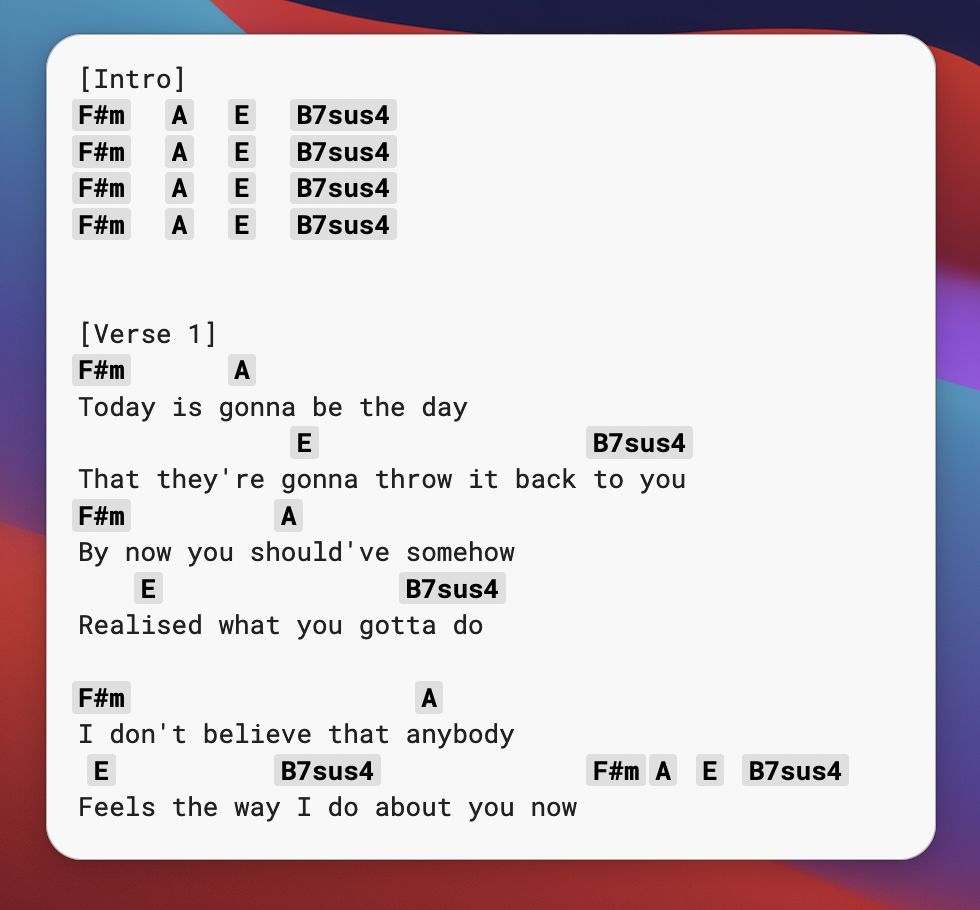 [Intro]
F#m A E B7sus4
F#m A E B7sus4
F#m A E B7sus4
F#m A E B7sus4
[Verse 1]
F#m A
Today is gonna be the day
E B7sus4
That they're gonna throw it back to you
F#m A
By now you should've somehow
E B7sus4
Realised what you gotta do
F#m A
I don't believe that anybody
E B7sus4 F#m A E B7sus4
Feels the way I do about you now